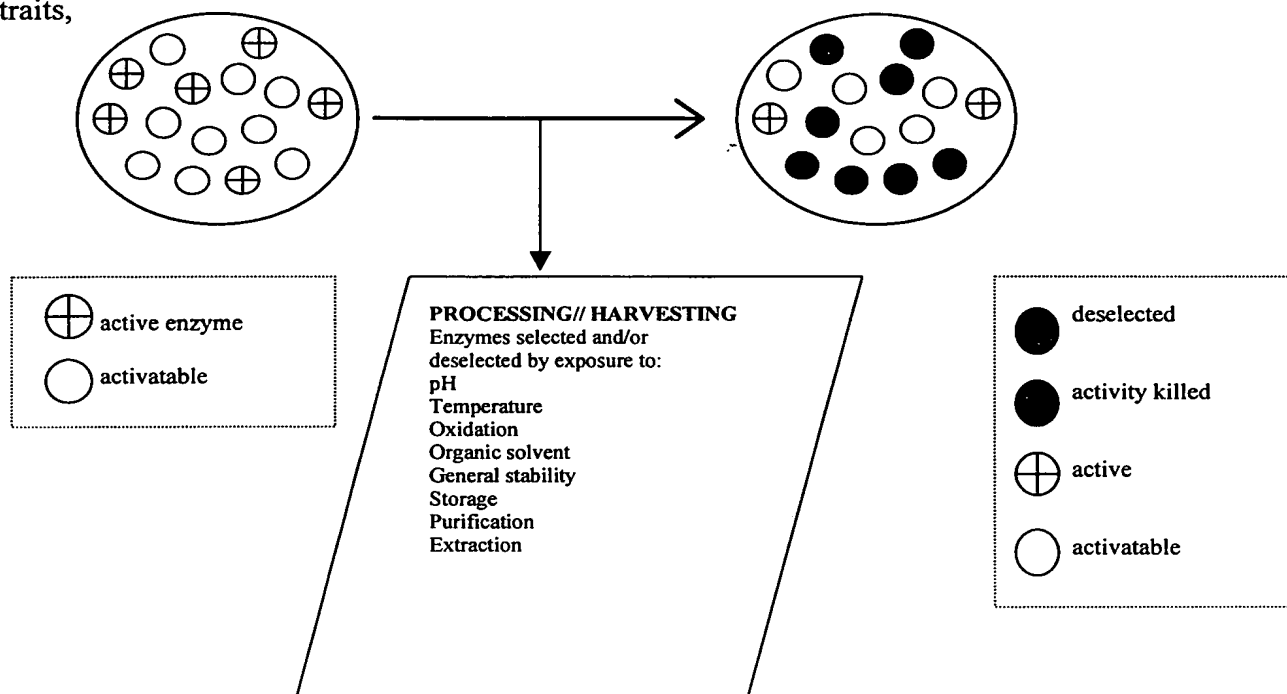 traits,
active enzyme
activatable
PROCESSING// HARVESTING
Enzymes selected and/or
deselected by exposure to:
pH
Temperature
Oxidation
Organic solvent
General stability
Storage
Purification
Extraction
deselected
activity killed
active
activatable